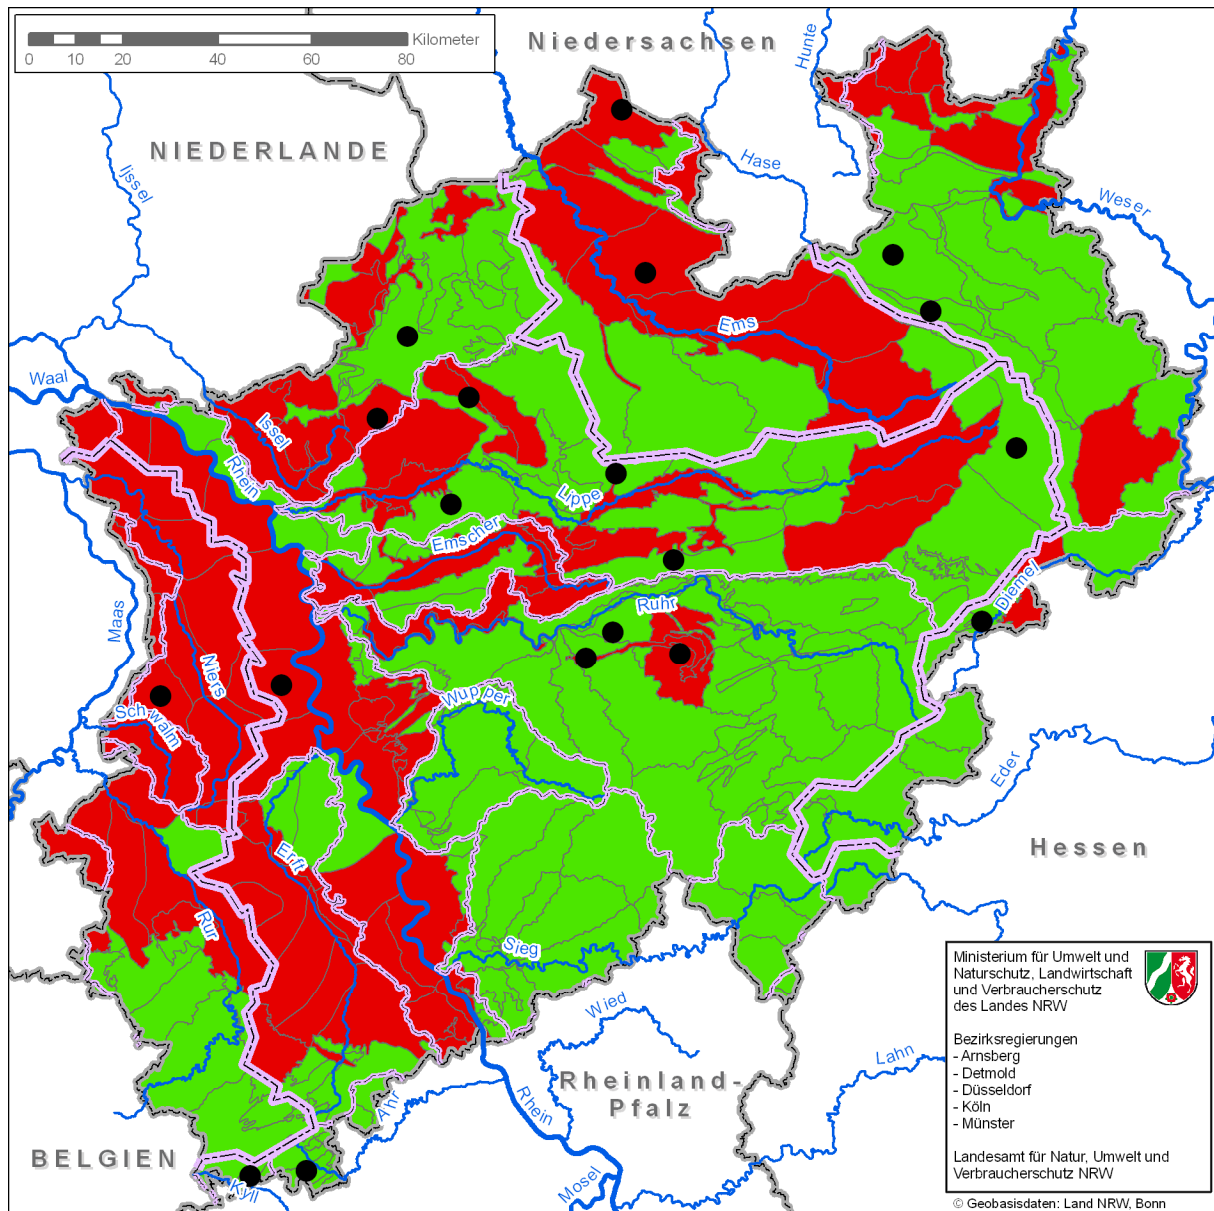 Kilometer
0 10 20 40 60 80
Niedersachsen
Hunte
NIEDERLANDE
Hase
Ijssel
Weser
Ems
Waal
Issel
Rhein
Lippe
Emscher
Maas
Ruhr
Diemel
Niers
Wupper
Schwalm
Eder
Hessen
Erft
Rur
Sieg
Wied
Lahn
Rheinland-
Pfalz
Rhein
Ahr
BELGIEN
Kyll
Mosel
Ministerium für Umwelt und
Naturschutz, Landwirtschaft
und Verbraucherschutz
des Landes NRW
Bezirksregierungen
- Arnsberg
- Detmold
- Düsseldorf
- Köln
- Münster
Landesamt für Natur, Umwelt und
Verbraucherschutz NRW
© Geobasisdaten: Land NRW, Bonn